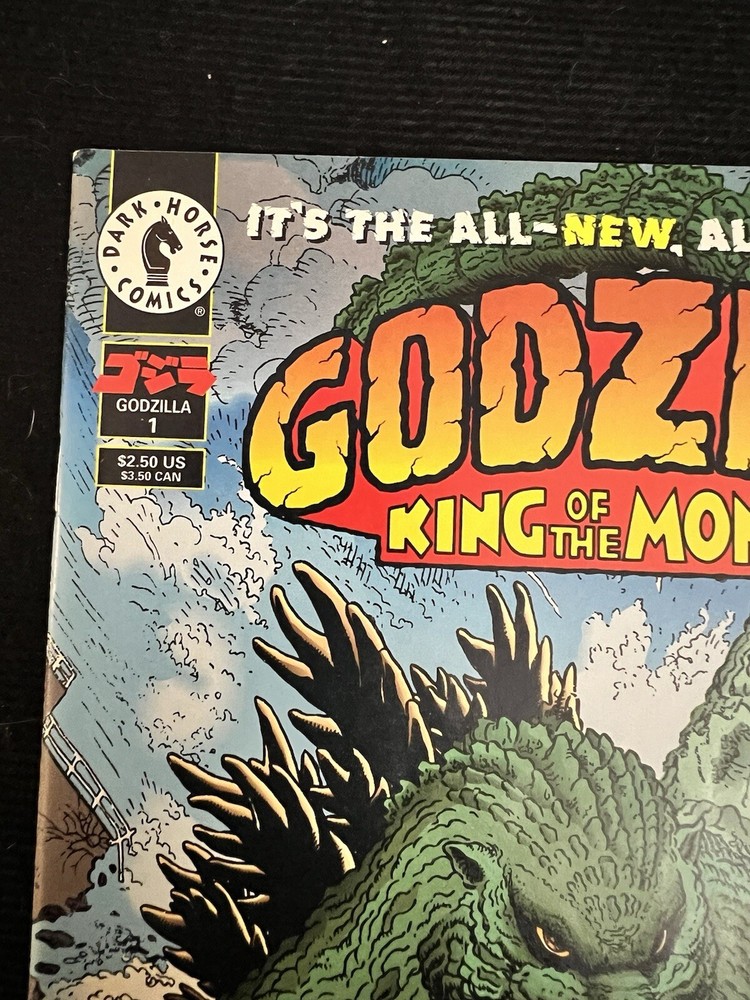 DARK • HORSE
• COMICS •
®
ゴジラ
GODZILLA
1
$2.50 US
$3.50 CAN
IT'S THE ALL-NEW, AL
GODZI
KING OF THE MON